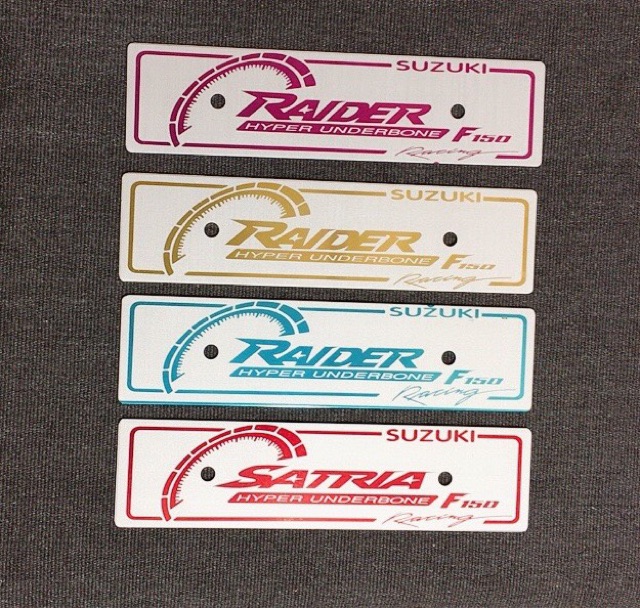 SUZUKI
RAIDER
HYPER UNDERBONE F150
Racing
SUZUKI
RAIDER
HYPER UNDERBONE F150
Racing
SUZUKI
RAIDER
HYPER UNDERBONE F150
Racing
SUZUKI
SATRIA
HYPER UNDERBONE F150
Racing